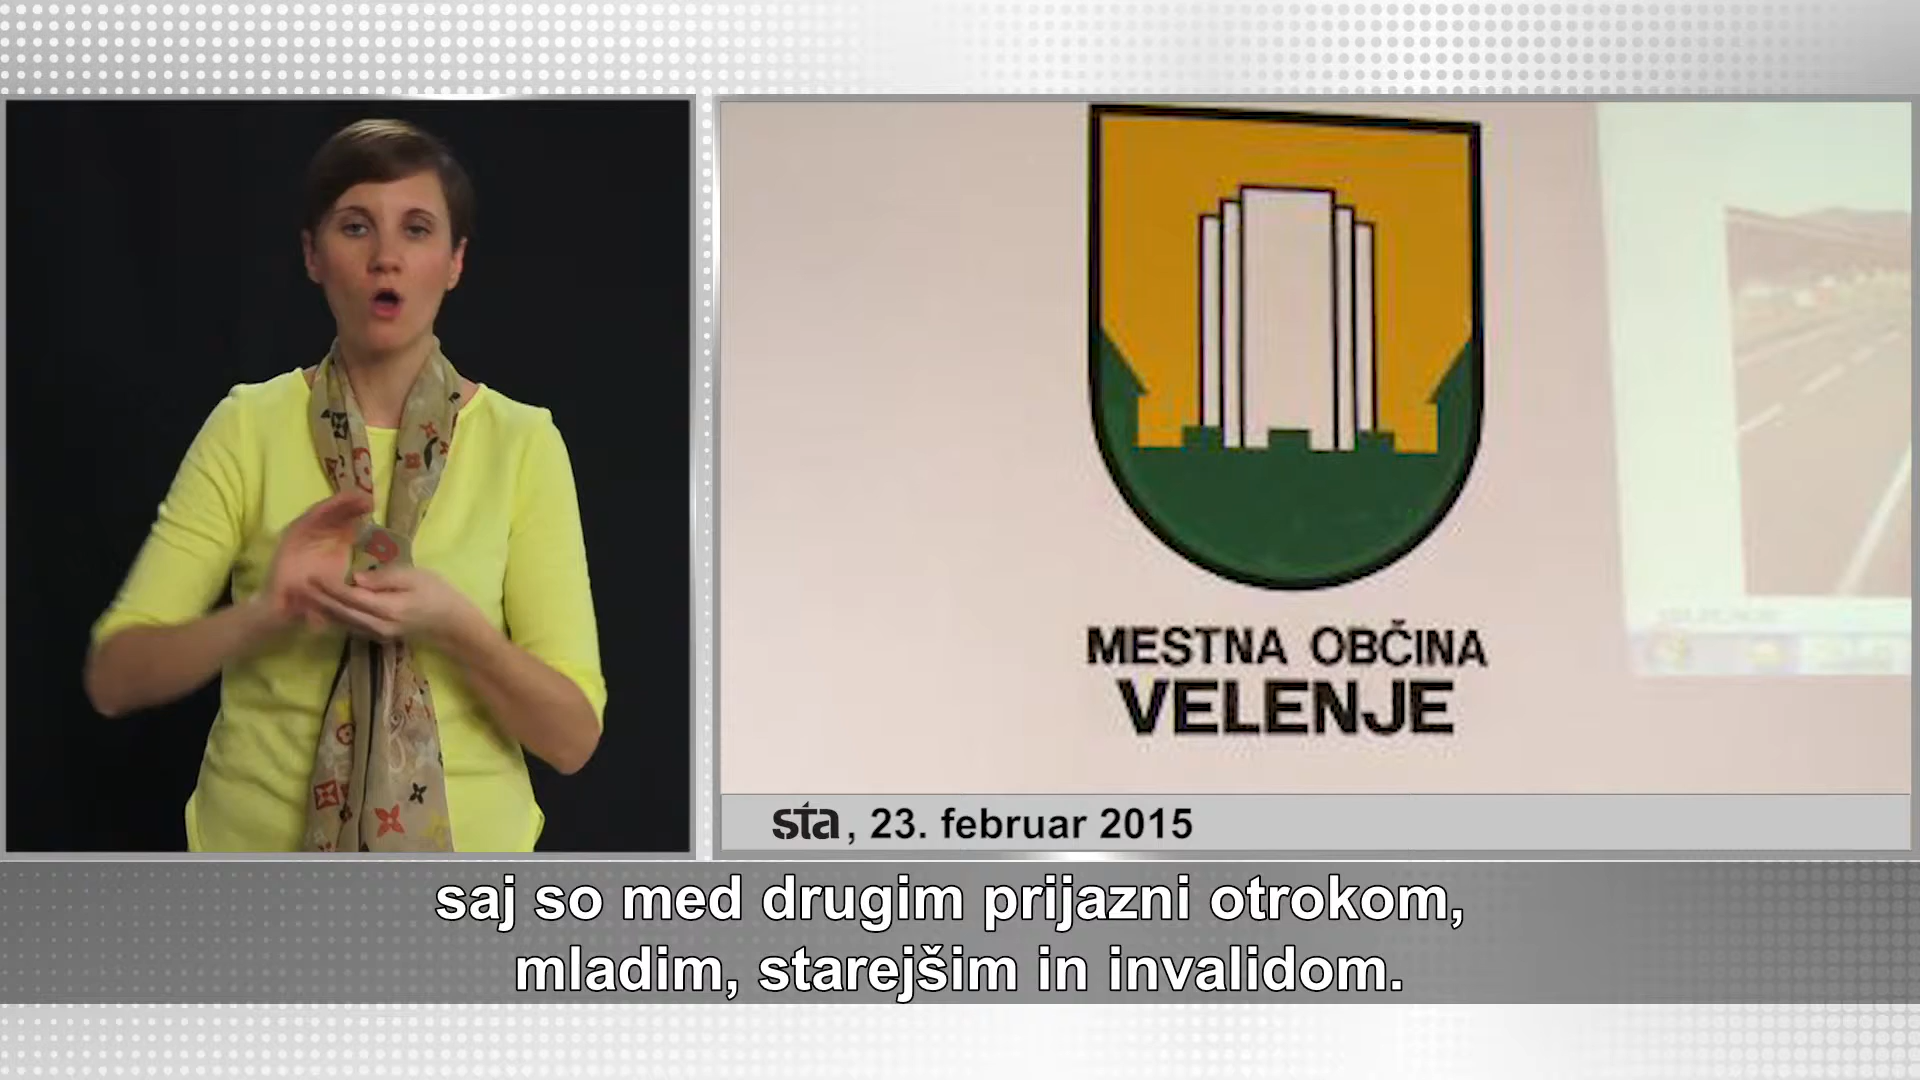 MESTNA OBČINA
VELENJE
sta, 23. februar 2015
saj so med drugim prijazni otrokom,
mladim, starejšim in invalidom.